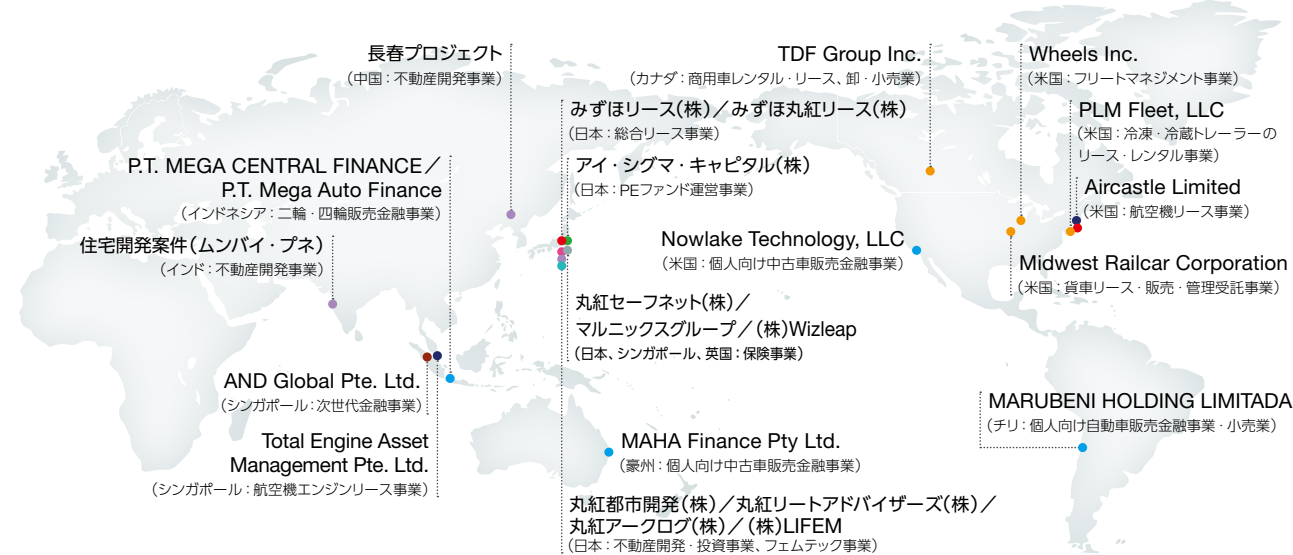 長春プロジェクト
（中国：不動産開発事業）
TDF Group Inc.
（カナダ：商用車レンタル・リース、卸・小売業）
Wheels Inc.
（米国：フリートマネジメント事業）
みずほリース（株）／みずほ丸紅リース（株）
（日本：総合リース事業）
PLM Fleet, LLC
（米国：冷凍・冷蔵トレーラーの
リース・レンタル事業）
P.T. MEGA CENTRAL FINANCE／
P.T. Mega Auto Finance
（インドネシア：二輪・四輪販売金融事業）
アイ・シグマ・キャピタル（株）
（日本：PEファンド運営事業）
Aircastle Limited
（米国：航空機リース事業）
住宅開発案件（ムンバイ・プネ）
（インド：不動産開発事業）
Nowlake Technology, LLC
（米国：個人向け中古車販売金融事業）
Midwest Railcar Corporation
（米国：貨車リース・販売・管理受託事業）
丸紅セーフネット（株）／
マルニックスグループ／（株）Wizleap
（日本、シンガポール、英国：保険事業）
AND Global Pte. Ltd.
（シンガポール：次世代金融事業）
MARUBENI HOLDING LIMITADA
（チリ：個人向け自動車販売金融事業・小売業）
Total Engine Asset
Management Pte. Ltd.
（シンガポール：航空機エンジンリース事業）
MAHA Finance Pty Ltd.
（豪州：個人向け中古車販売金融事業）
丸紅都市開発（株）／丸紅リートアドバイザーズ（株）／
丸紅アークログ（株）／（株）LIFEM
（日本：不動産開発・投資事業、フェムテック事業）